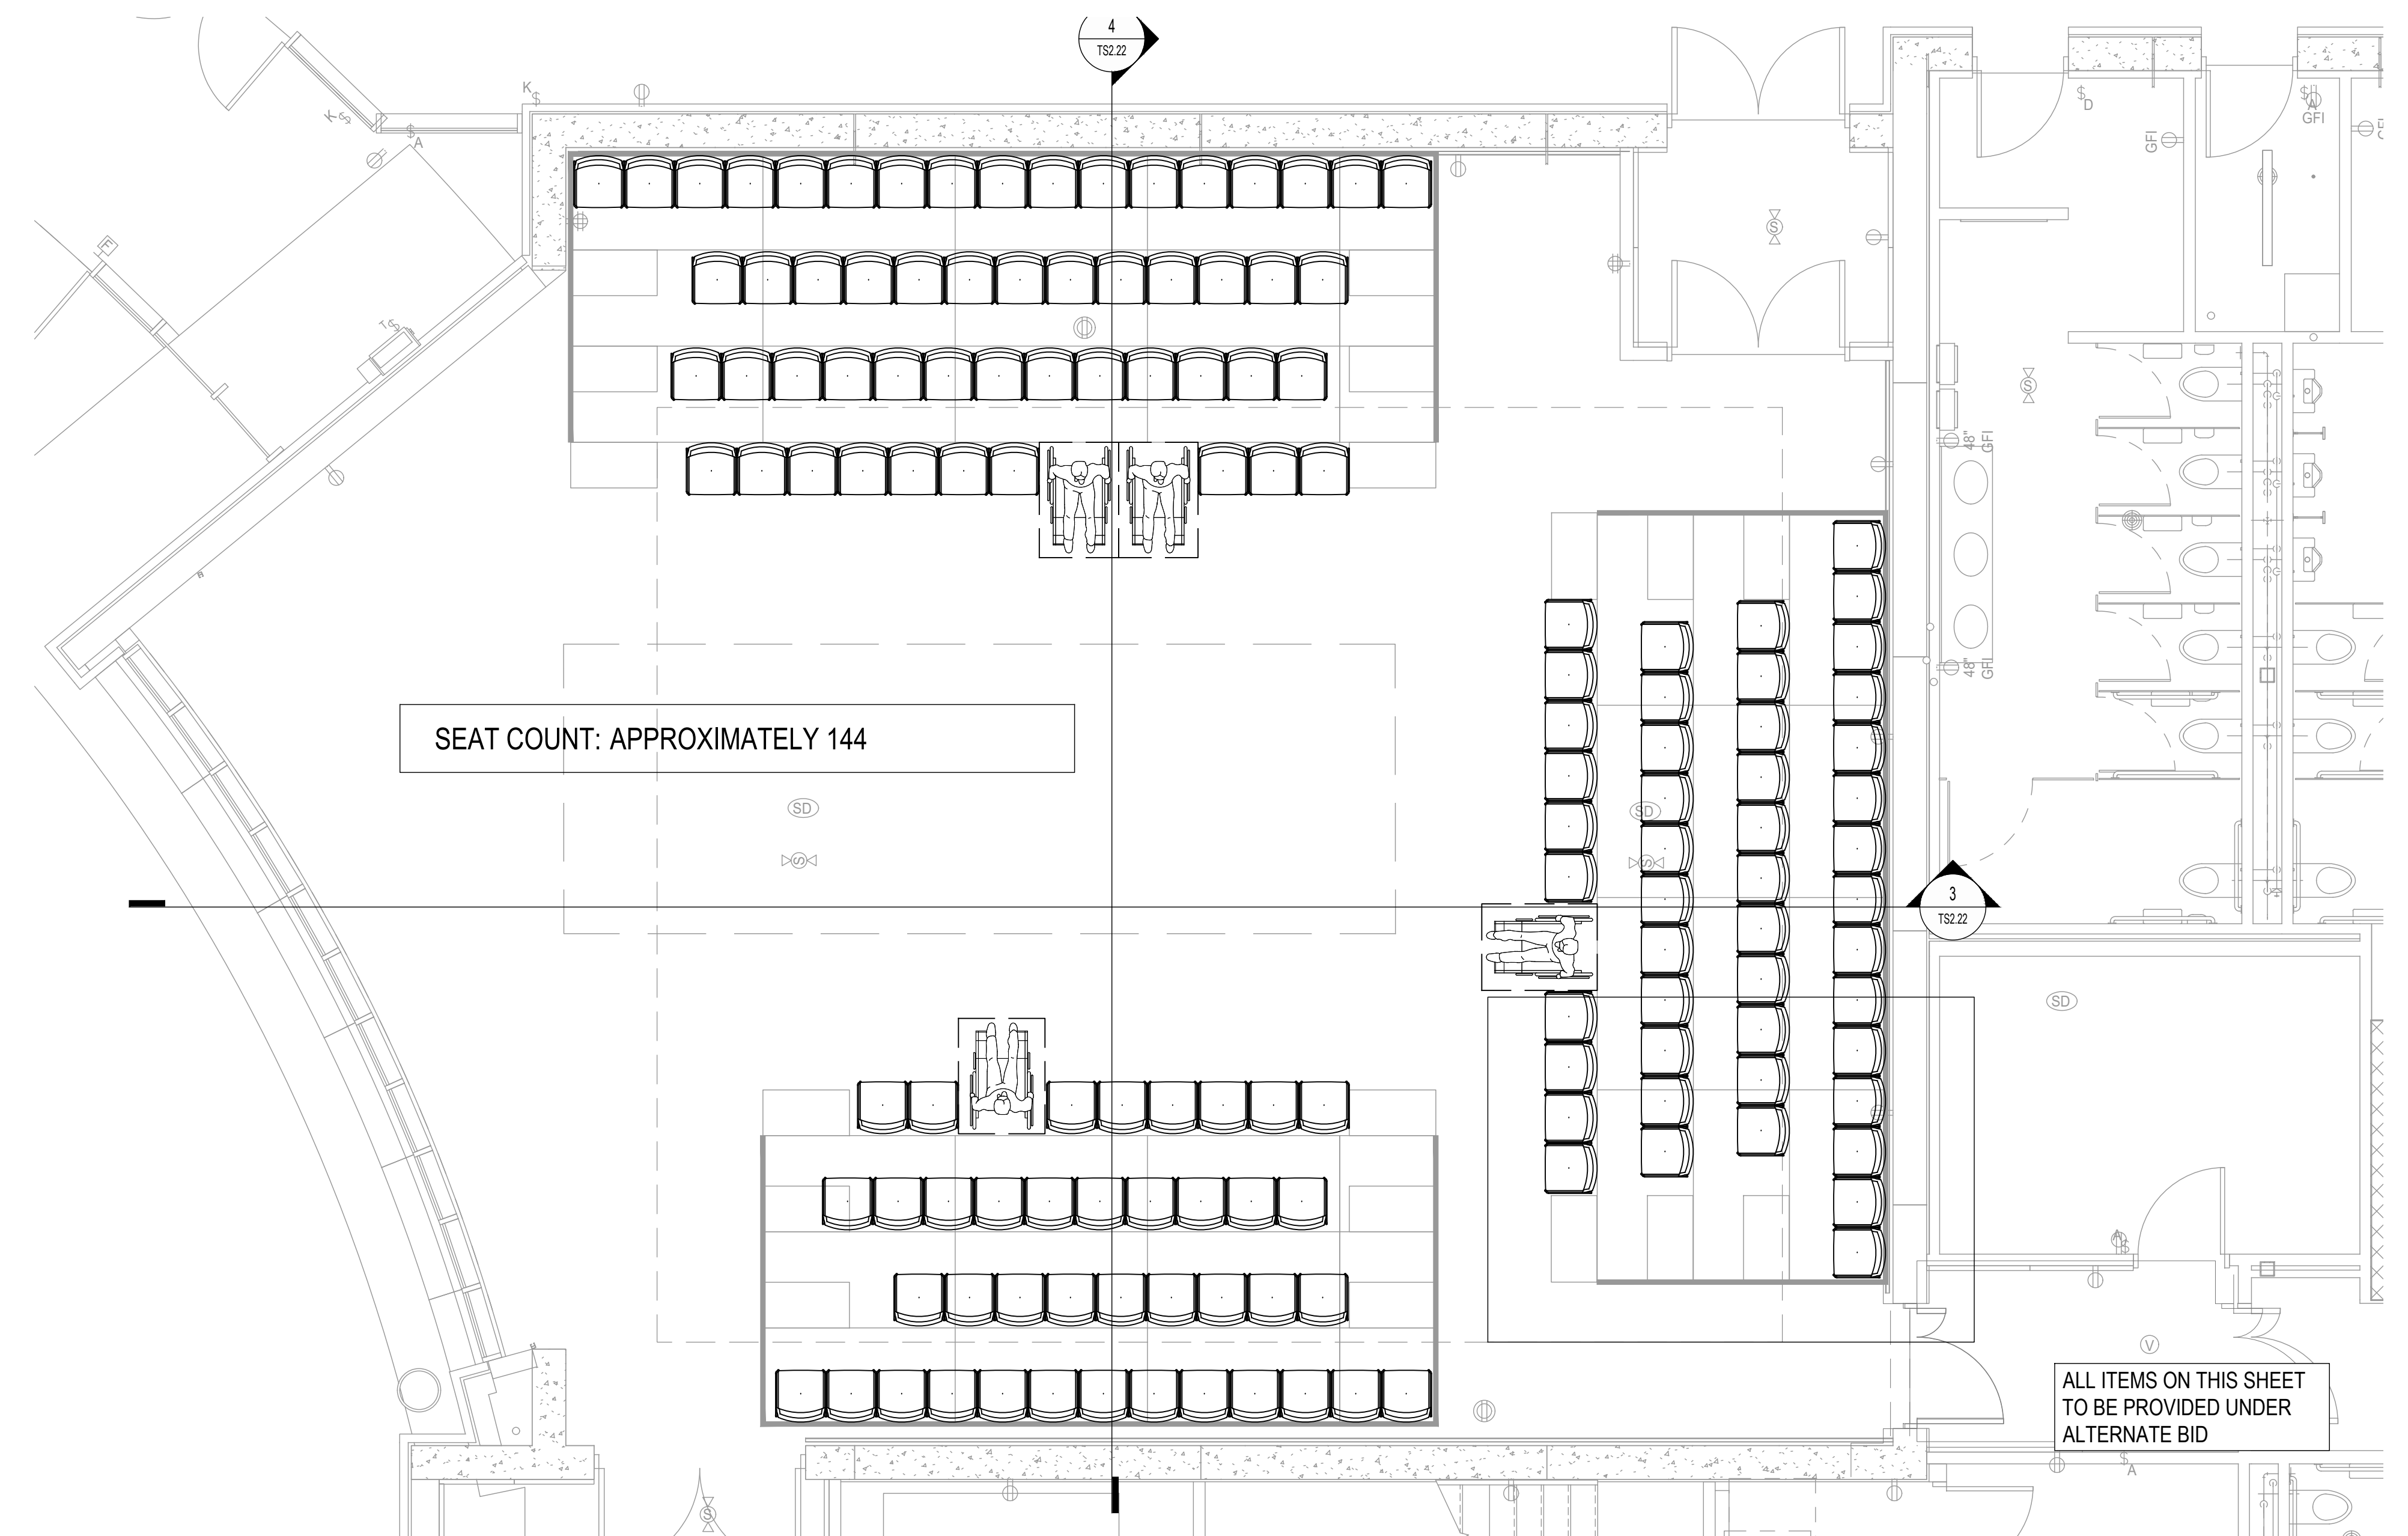 4
TS2.22
K
K
A
D
A
GFI
GFI
GFI
F
S
T
S
48"
GFI
SEAT COUNT: APPROXIMATELY 144
48"
GFI
SD
SD
S
S
3
TS2.22
SD
A
V
ALL ITEMS ON THIS SHEET
TO BE PROVIDED UNDER
ALTERNATE BID
A
S